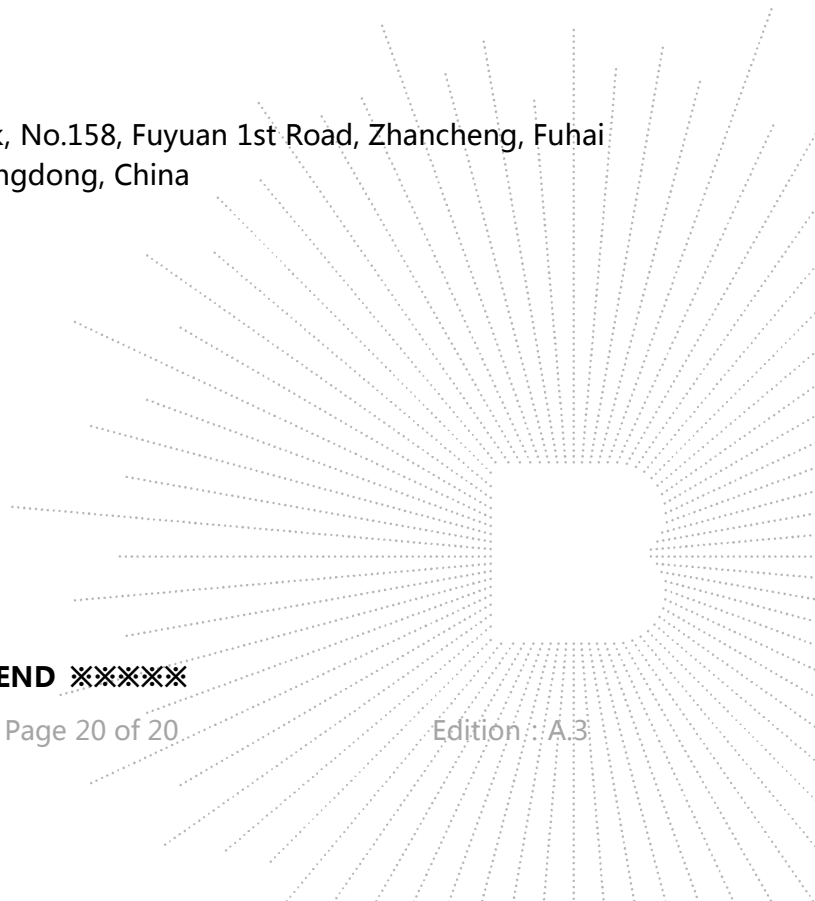 , No.158, Fuyuan 1st Road, Zhancheng, Fuhai
ngdong, China
END ※※※※※
Page 20 of 20 Edition : A.3